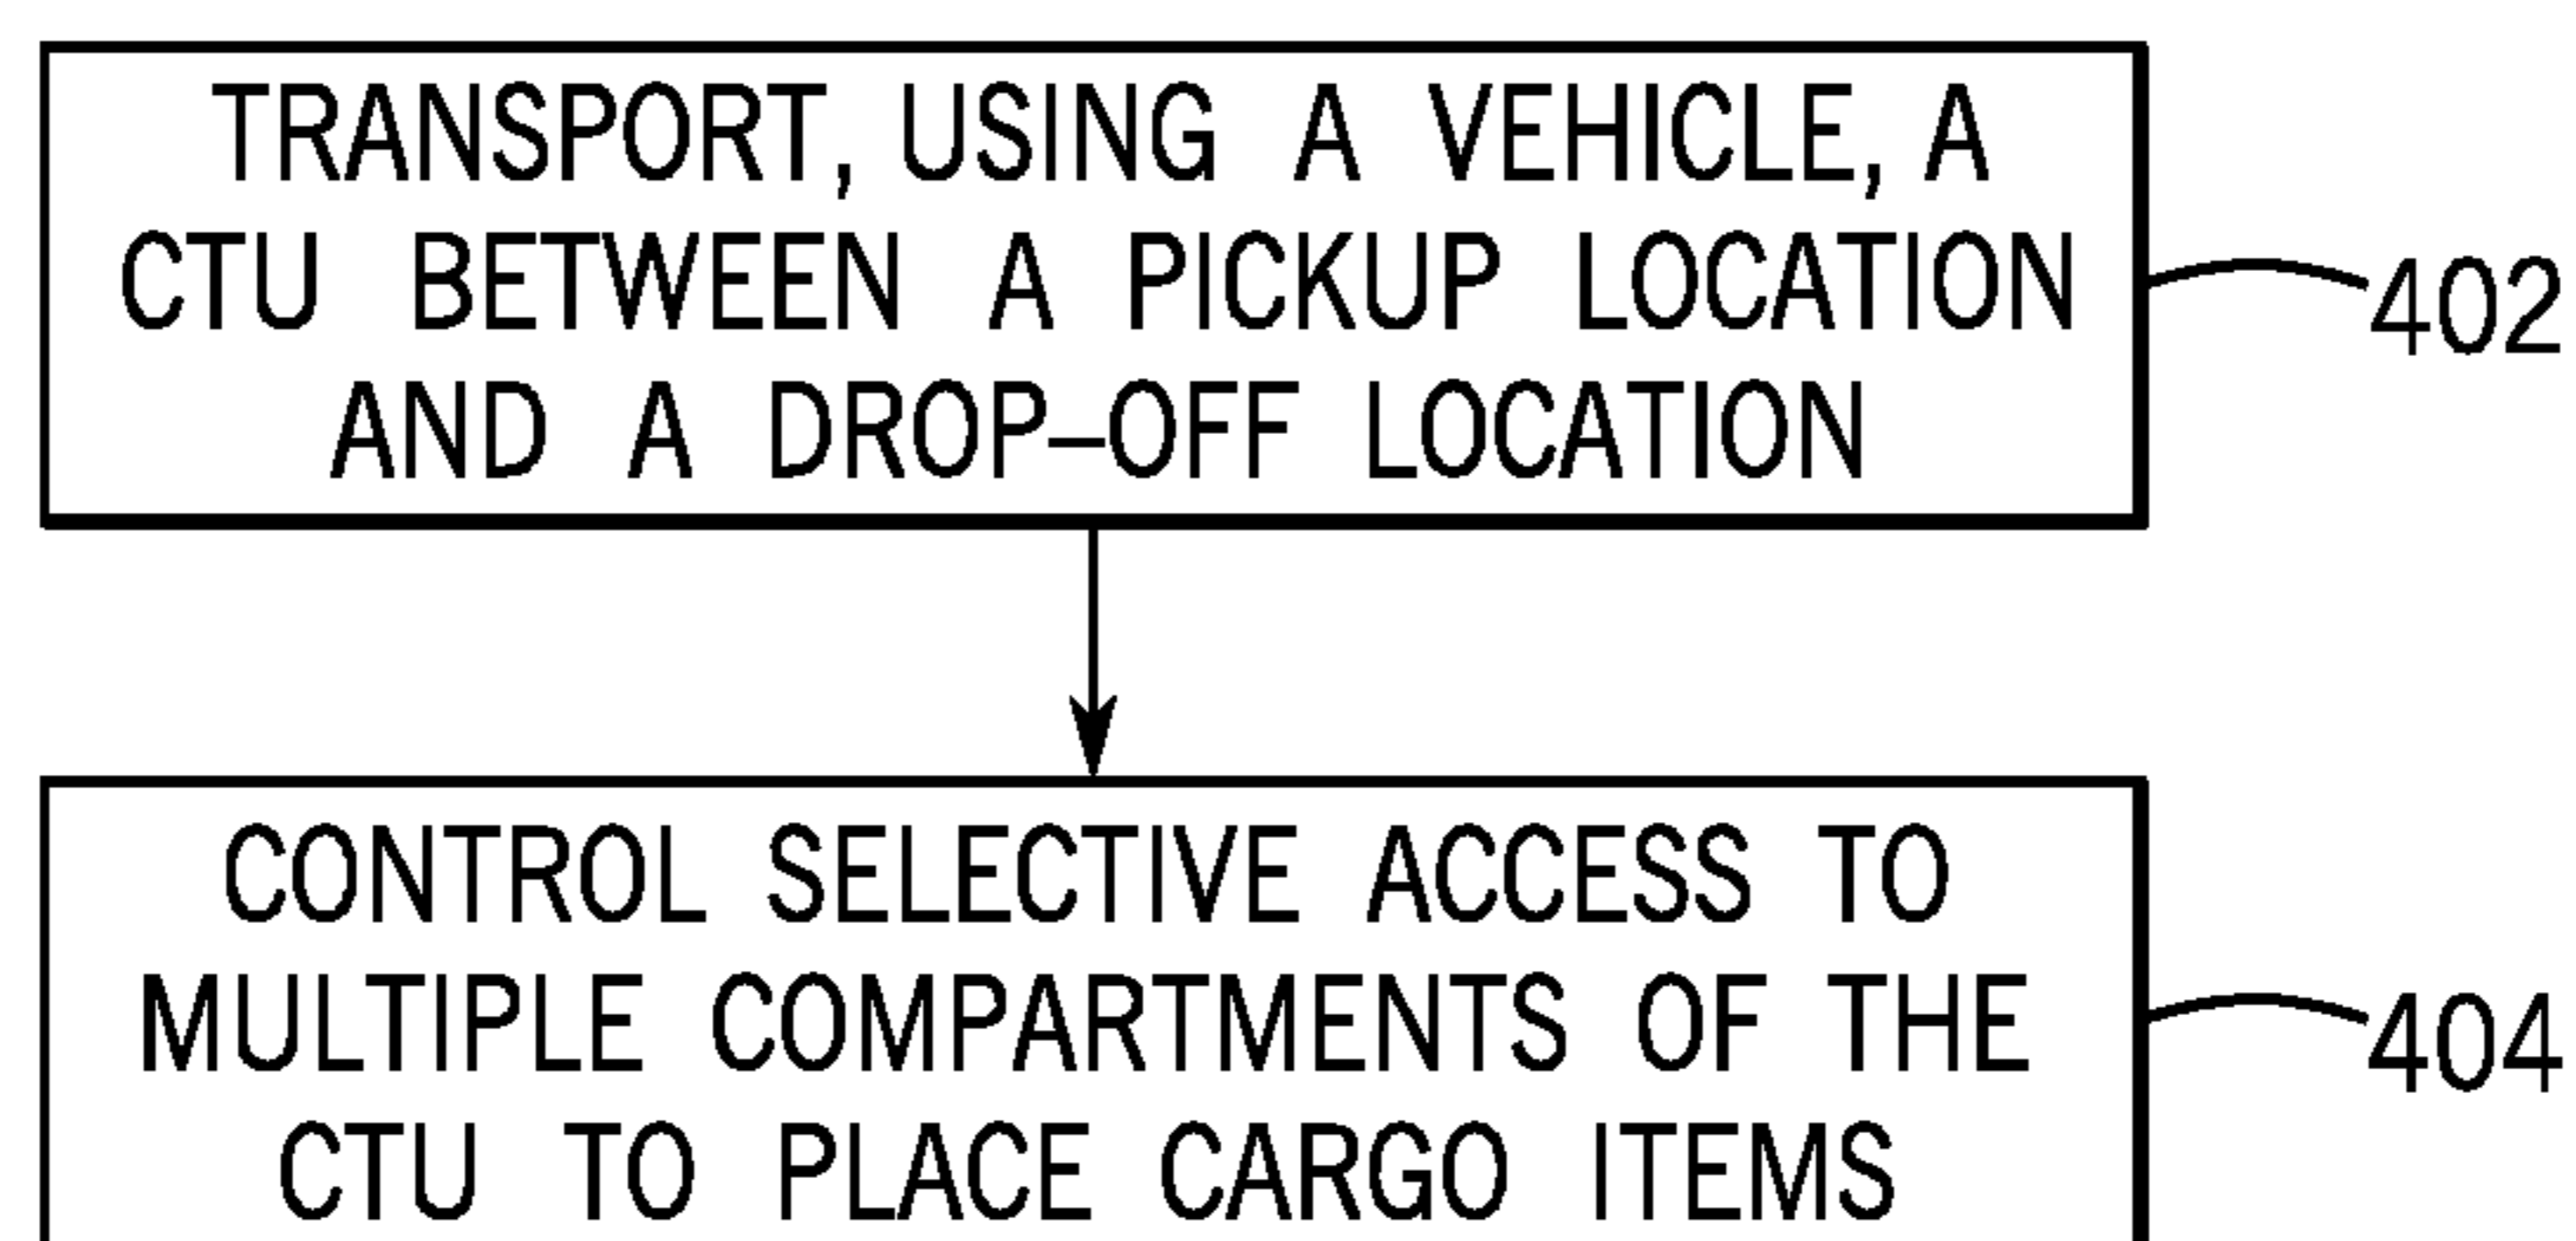 TRANSPORT, USING A VEHICLE, A
CTU BETWEEN A PICKUP LOCATION
AND A DROP–OFF LOCATION
402
CONTROL SELECTIVE ACCESS TO
MULTIPLE COMPARTMENTS OF THE
CTU TO PLACE CARGO ITEMS
404